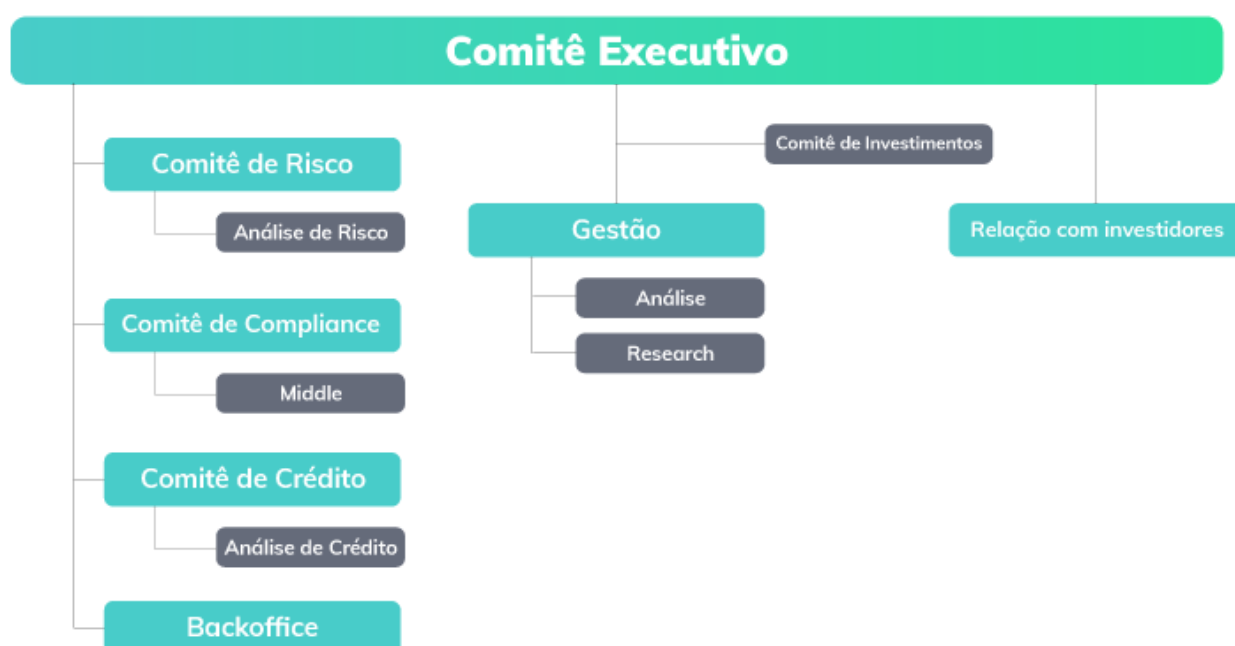 Comitê Executivo
Comitê de Risco
Análise de Risco
Comitê de Compliance
Middle
Comitê de Crédito
Análise de Crédito
Backoffice
Comitê de Investimentos
Gestão
Análise
Research
Relação com investidores